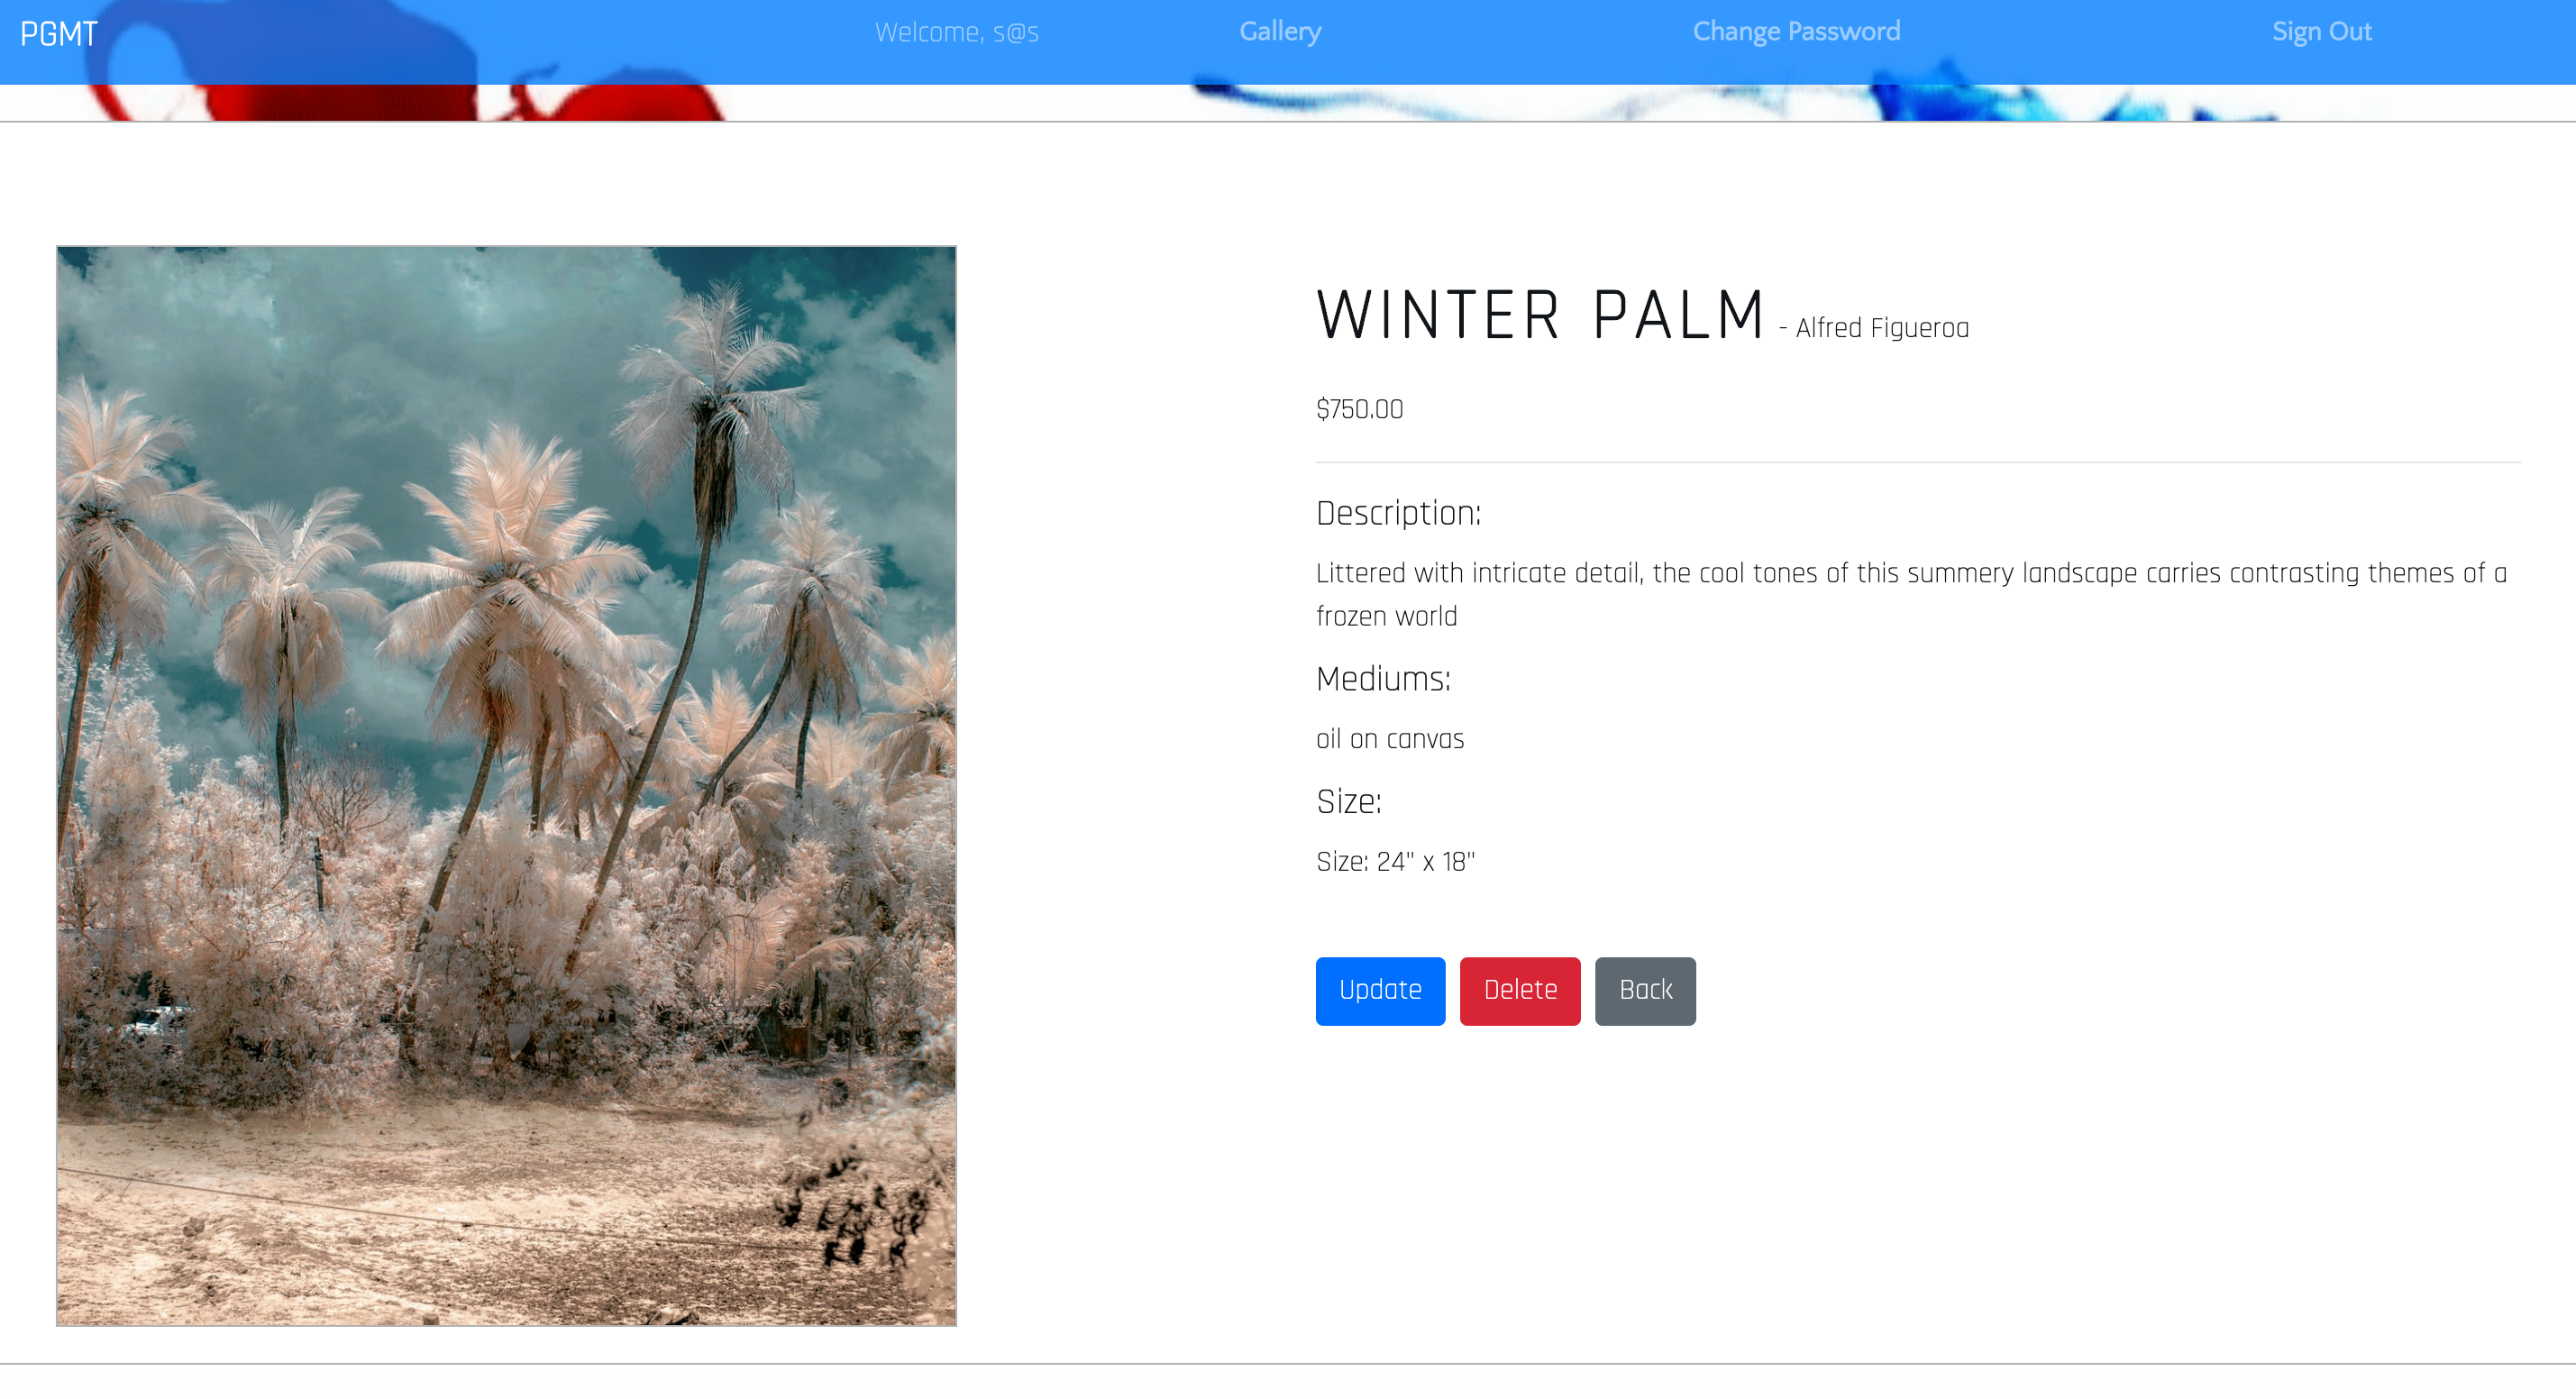 PGMT Welcome, s@s Gallery Change Password Sign Out
WINTER PALM - Alfred Figueroa
$750.00
Description:
Littered with intricate detail, the cool tones of this summery landscape carries contrasting themes of a
frozen world
Mediums:
oil on canvas
Size:
Size: 24" x 18"
Update Delete Back